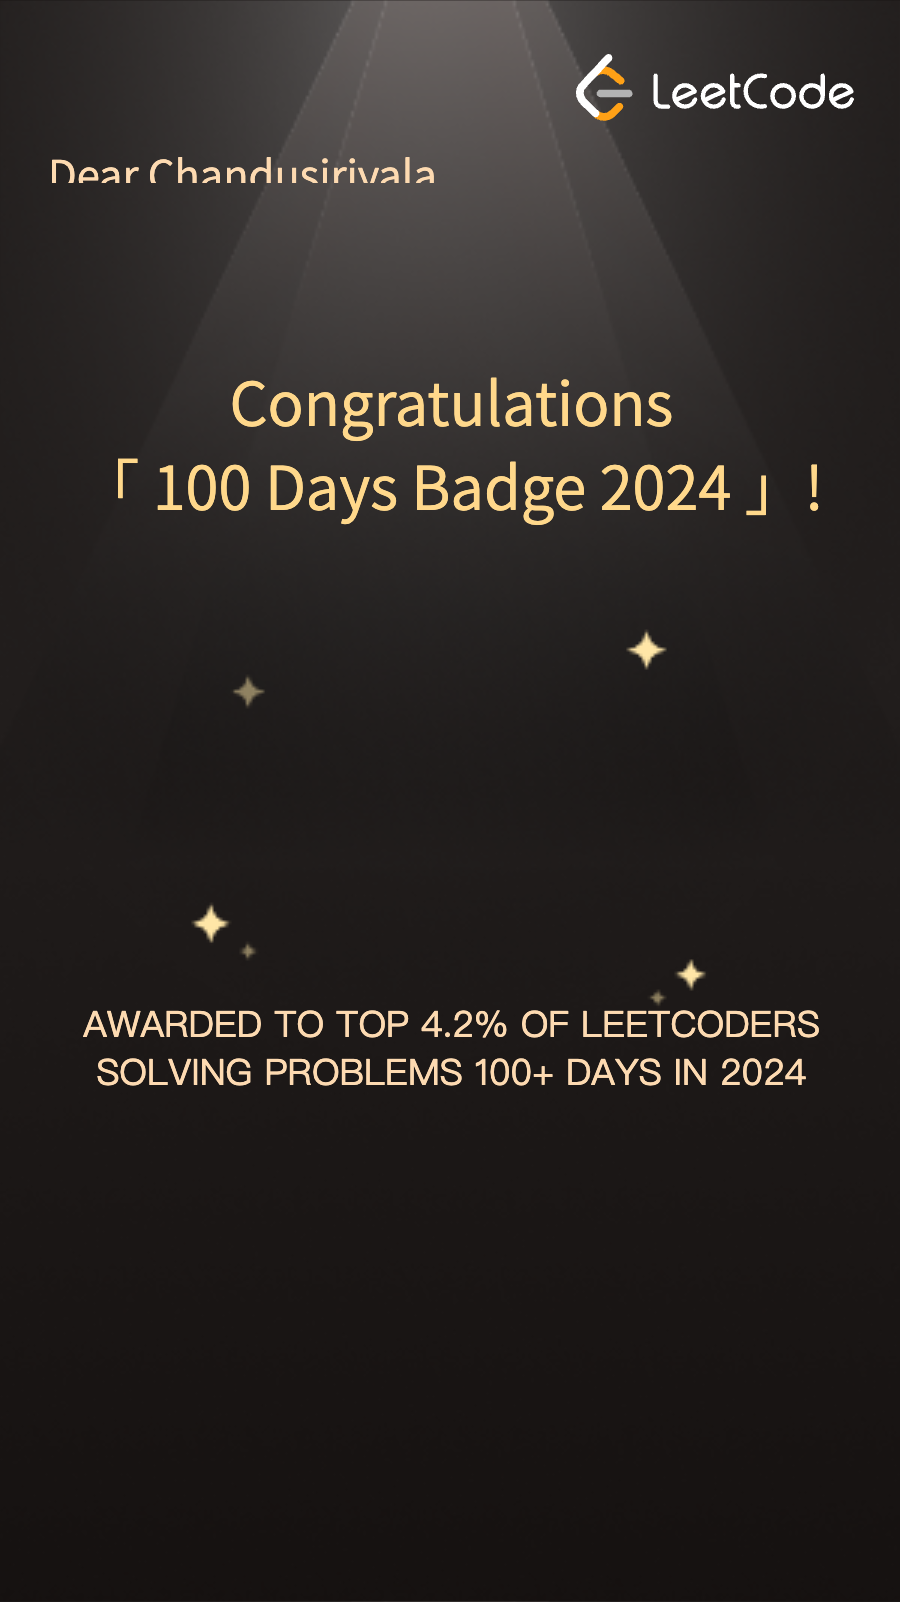 LeetCode
Dear Chandusirivala
Congratulations
「 100 Days Badge 2024 」 !
AWARDED TO TOP 4.2% OF LEETCODERS
SOLVING PROBLEMS 100+ DAYS IN 2024